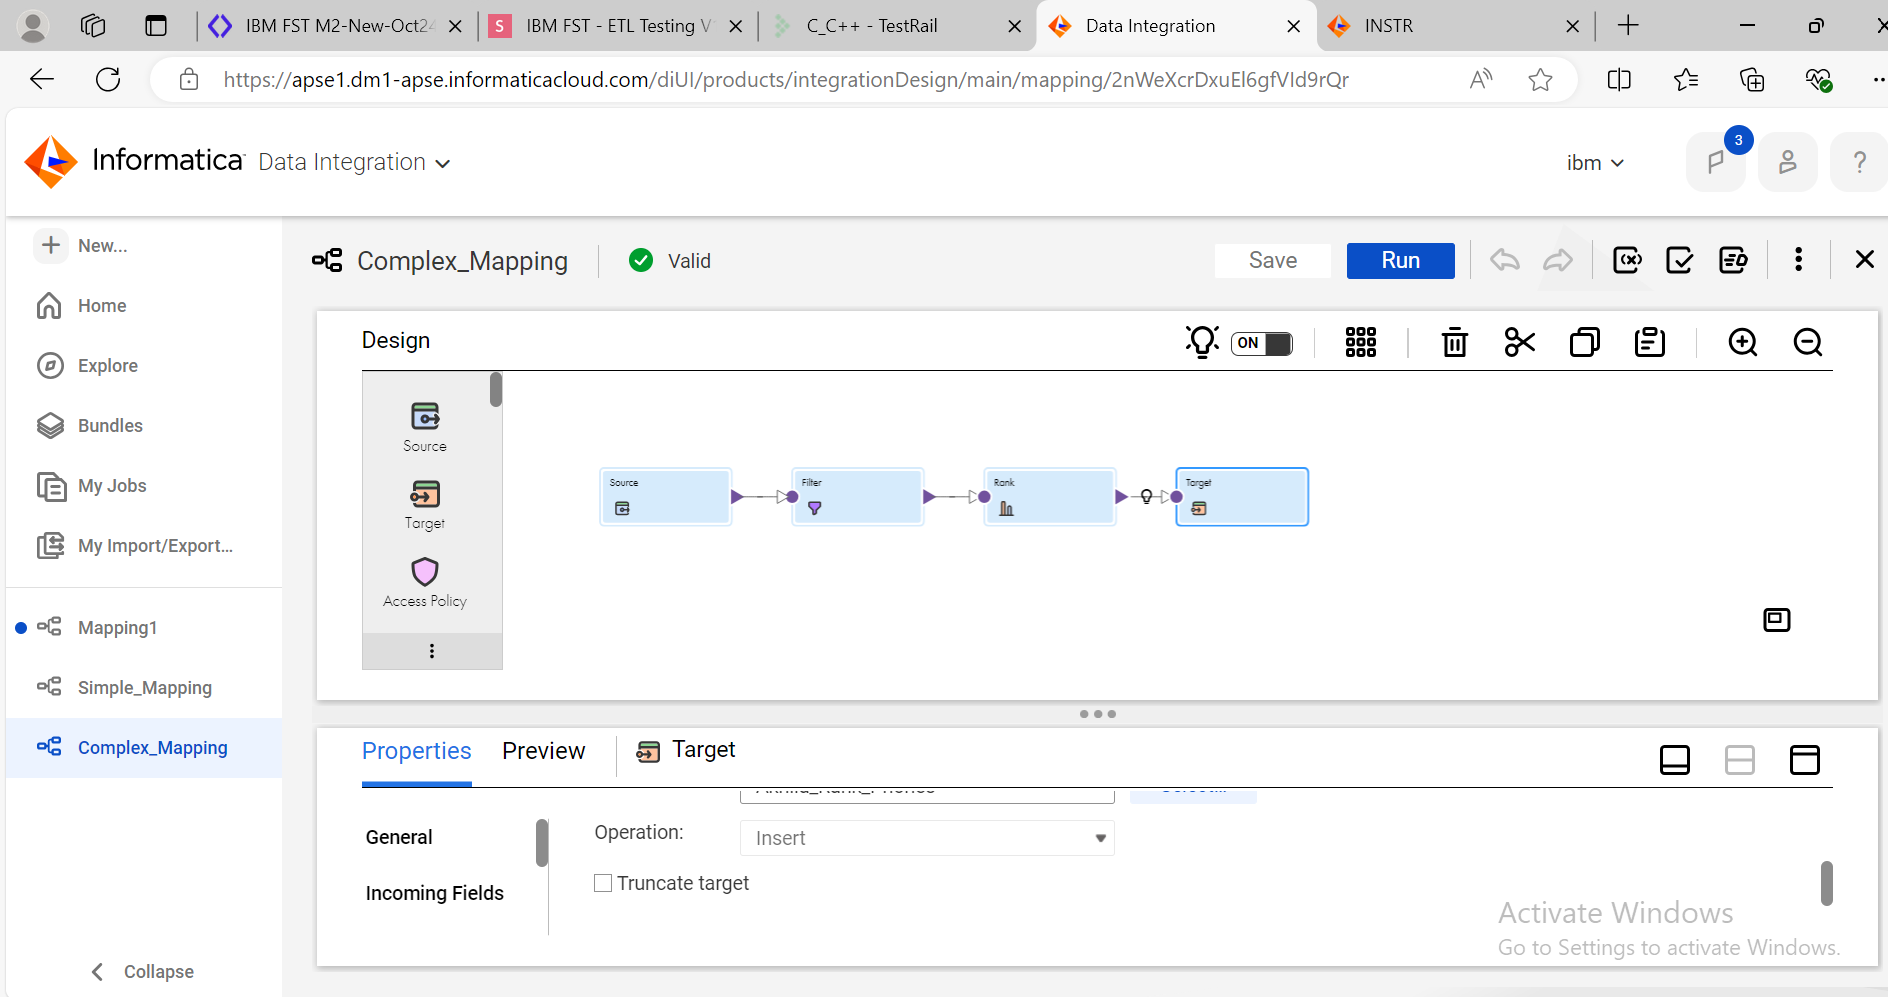 IBM FST M2-New-Oct24
IBM FST - ETL Testing V
C_C++ - TestRail
Data Integration
INSTR
https://apse1.dm1-apse.informaticacloud.com/diUI/products/integrationDesign/main/mapping/2nWeXcrDxuEl6gfVId9rQr
Informatica Data Integration
ibm
3
?
New...
Home
Explore
Bundles
My Jobs
My Import/Export...
Mapping1
Simple_Mapping
Complex_Mapping
Collapse
Complex_Mapping
Valid
Save
Run
Design
ON
Source
Target
Access Policy
Source
Filter
Rank
Target
Properties
Preview
Target
General
Incoming Fields
Operation:
Insert
Truncate target
Activate Windows
Go to Settings to activate Windows.